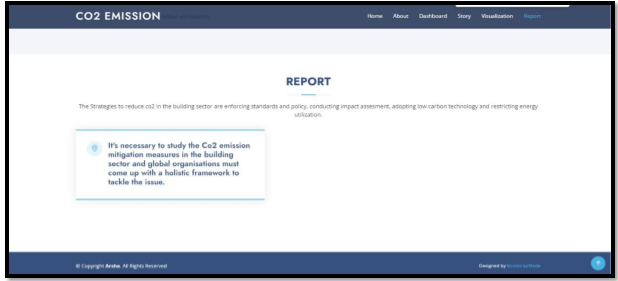 CO2 EMISSION
Home About Dashboard Story Visualization Report
REPORT
The Strategies to reduce co2 in the building sector are enforcing standards and policy, conducting impact assesment, adopting low carbon technology and restricting energy
utilization.
It's necessary to study the Co2 emission
mitigation measures in the building
sector and global organisations must
come up with a holistic framework to
tackle the issue.
© Copyright Arsha. All Rights Reserved
Designed by